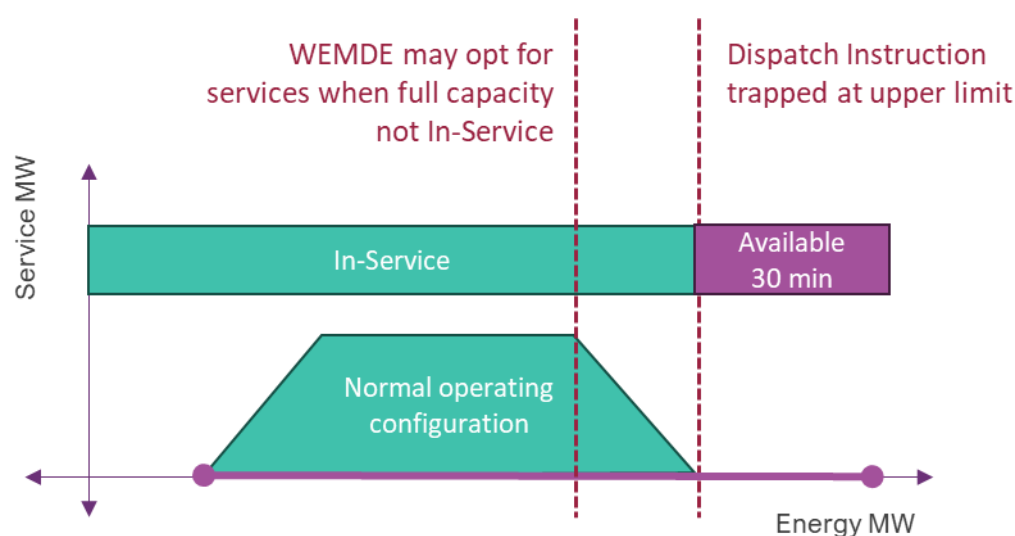 WEMDE may opt for
services when full capacity
not In-Service
Dispatch Instruction
trapped at upper limit
Service MW
In-Service
Available
30 min
Normal operating
configuration
Energy MW